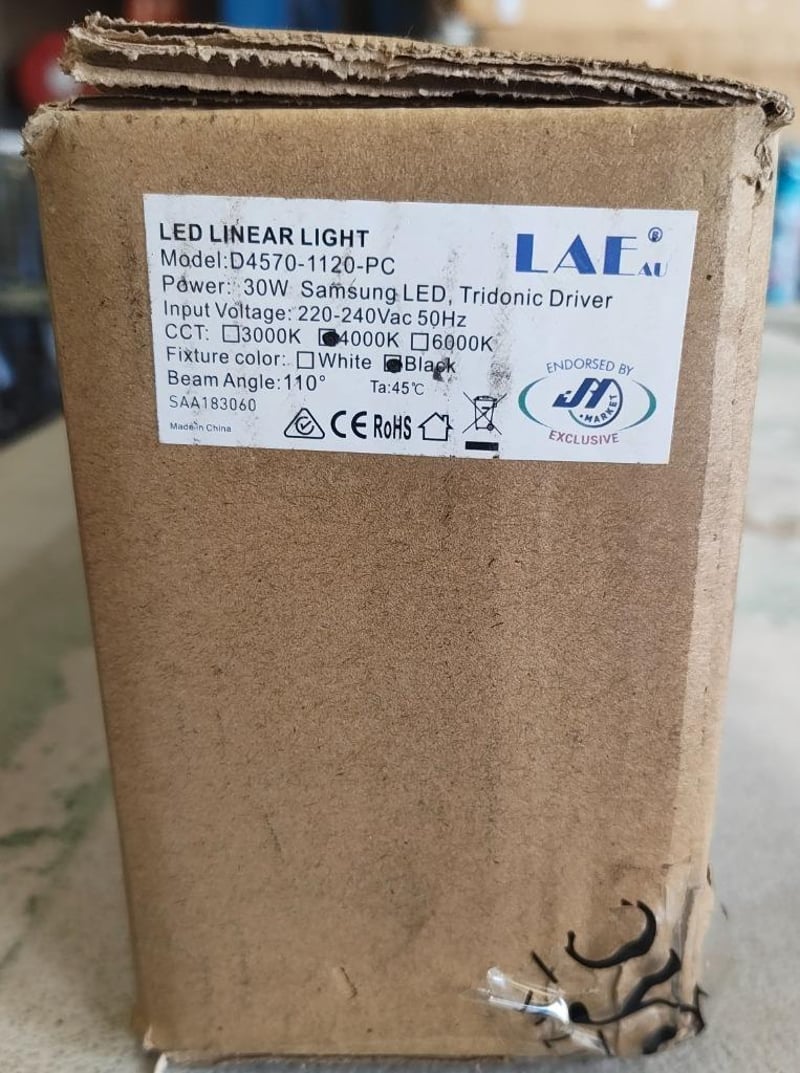 LED LINEAR LIGHT
LAE AU
Model:D4570-1120-PC
Power: 30W Samsung LED, Tridonic Driver
Input Voltage: 220-240Vac 50Hz
CCT: 3000K 4000K 6000K
Fixture color: White Black
Beam Angle:110° Ta:45℃
SAA183060
Made in China
CE RoHS
ENDORSED BY
MARKET
EXCLUSIVE